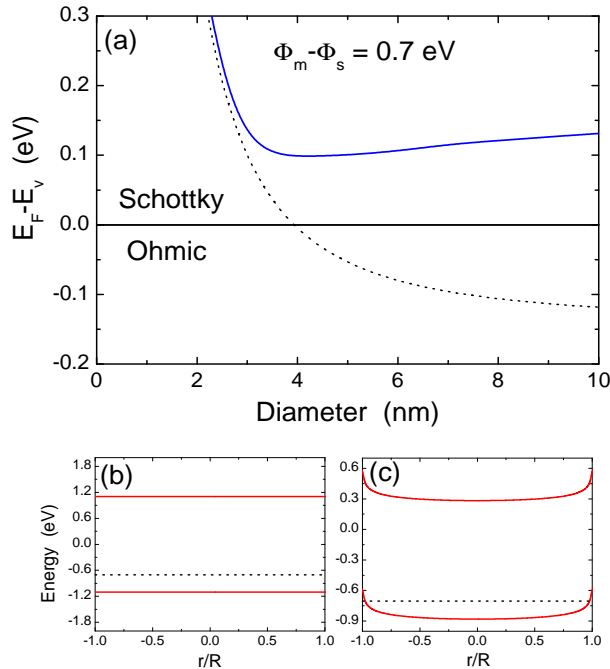 (a)
Φm-Φs = 0.7 eV
EF-Ev (eV)
0.3
0.2
0.1
0.0
-0.1
-0.2
Schottky
Ohmic
0 2 4 6 8 10
Diameter (nm)
(b)
Energy (eV)
1.8
1.2
0.6
0.0
-0.6
-1.2
-1.8
-1.0 -0.5 0.0 0.5 1.0
r/R
(c)
0.6
0.3
0.0
-0.3
-0.6
-0.9
-1.0 -0.5 0.0 0.5 1.0
r/R